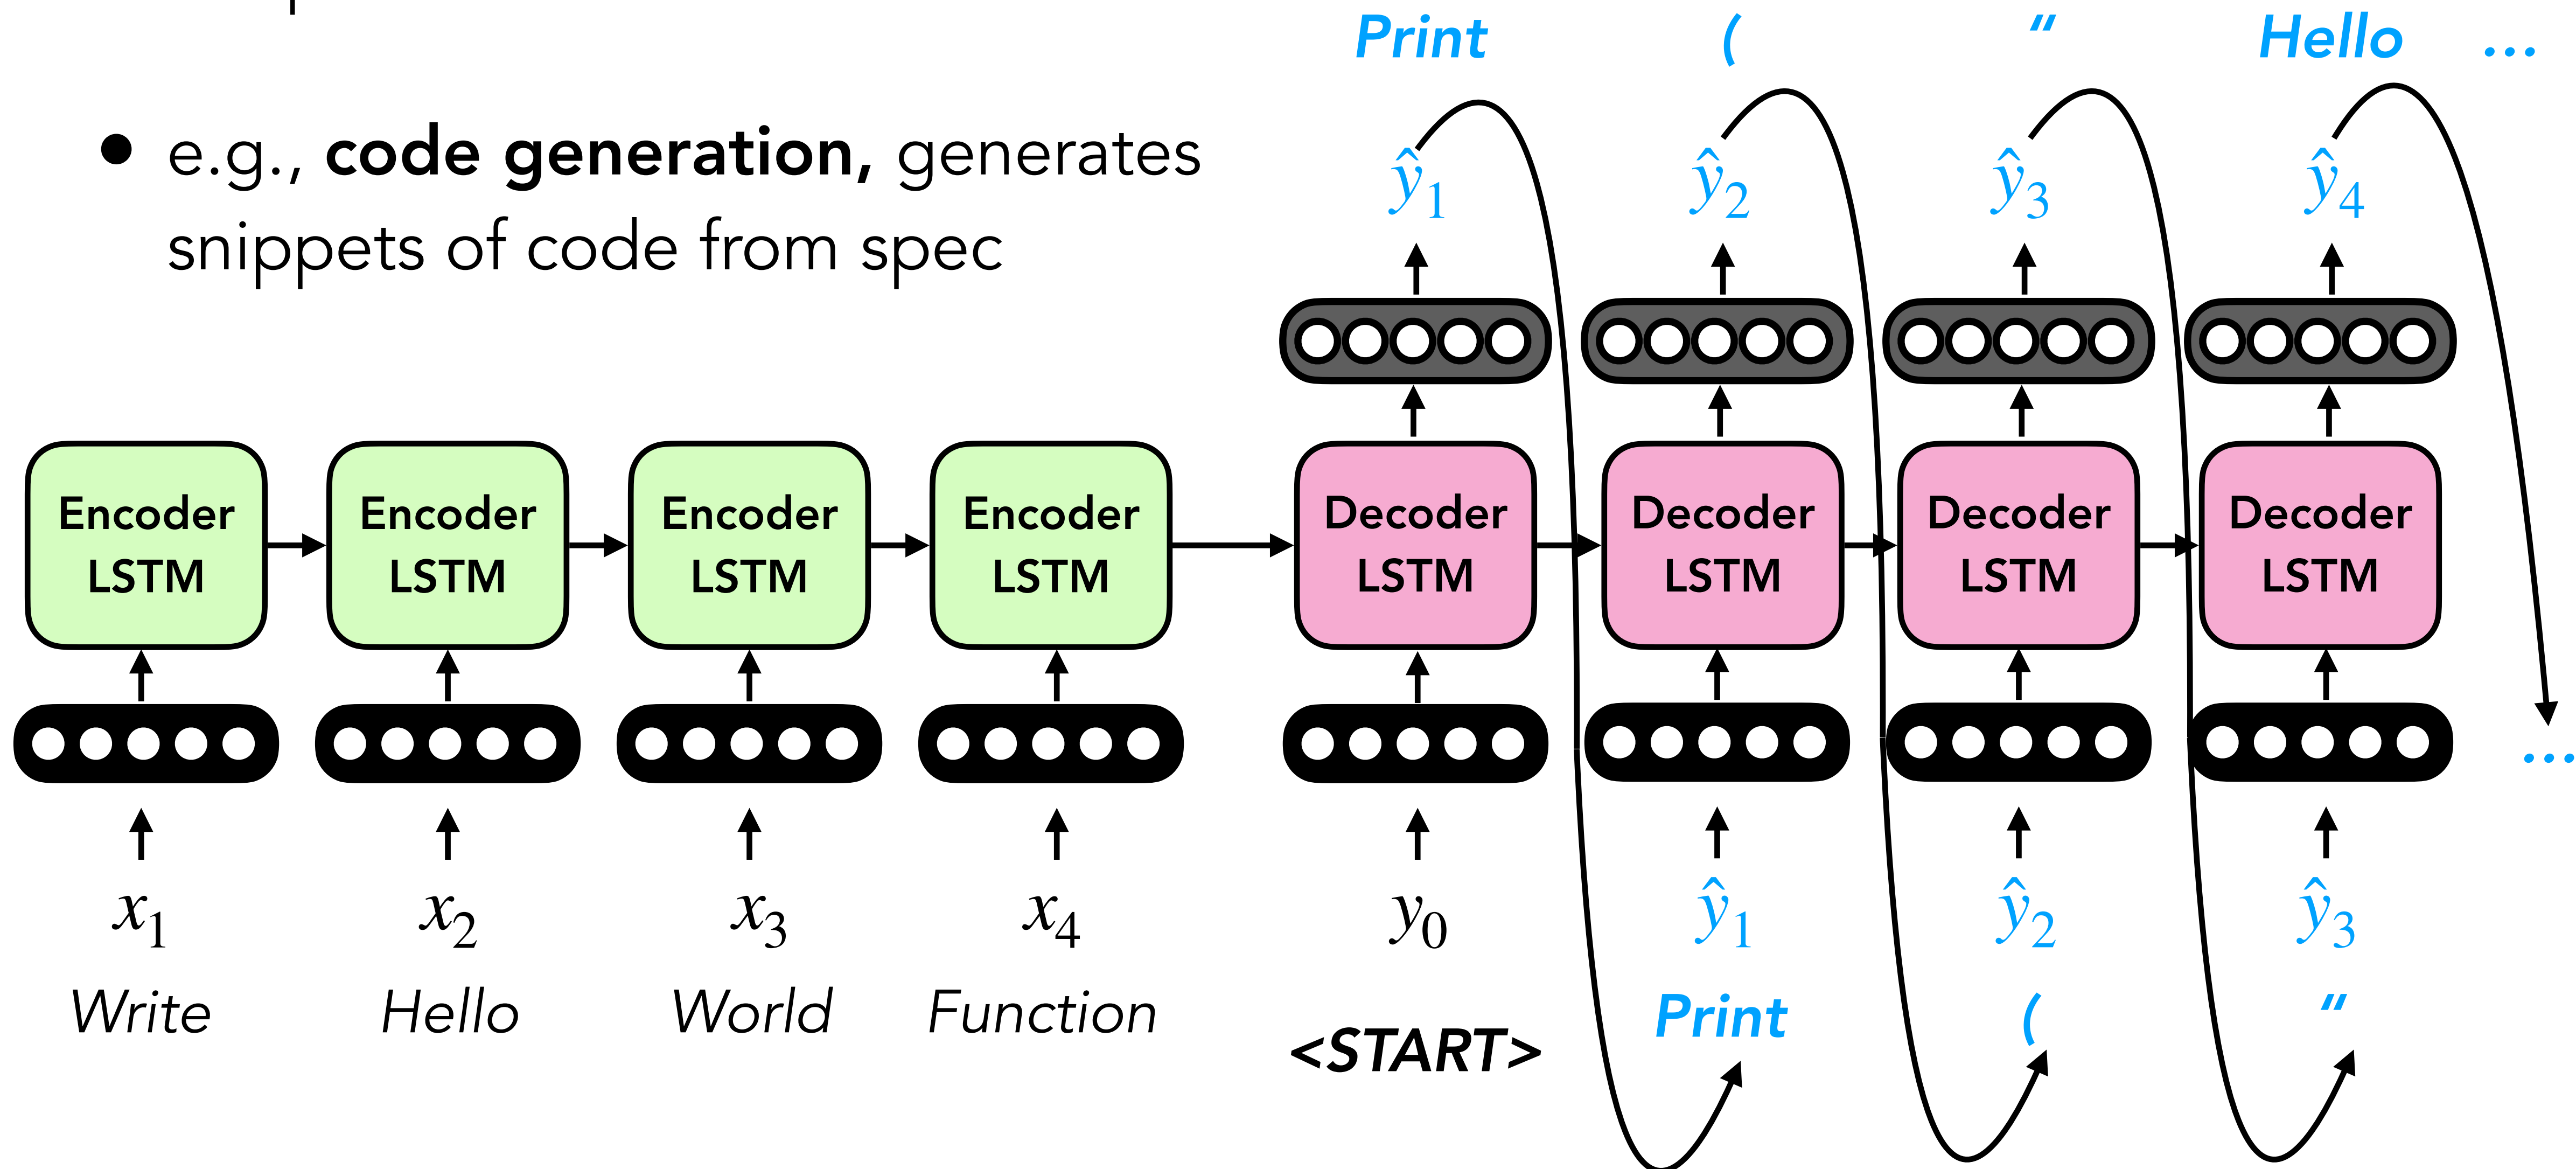 • e.g., code generation, generates
snippets of code from spec
Print ( “ Hello ...
ŷ1 ŷ2 ŷ3 ŷ4
Encoder LSTM
Encoder LSTM
Encoder LSTM
Encoder LSTM
Decoder LSTM
Decoder LSTM
Decoder LSTM
Decoder LSTM
...
x1 x2 x3 x4 y0 ŷ1 ŷ2 ŷ3
Write Hello World Function <START> Print ( “